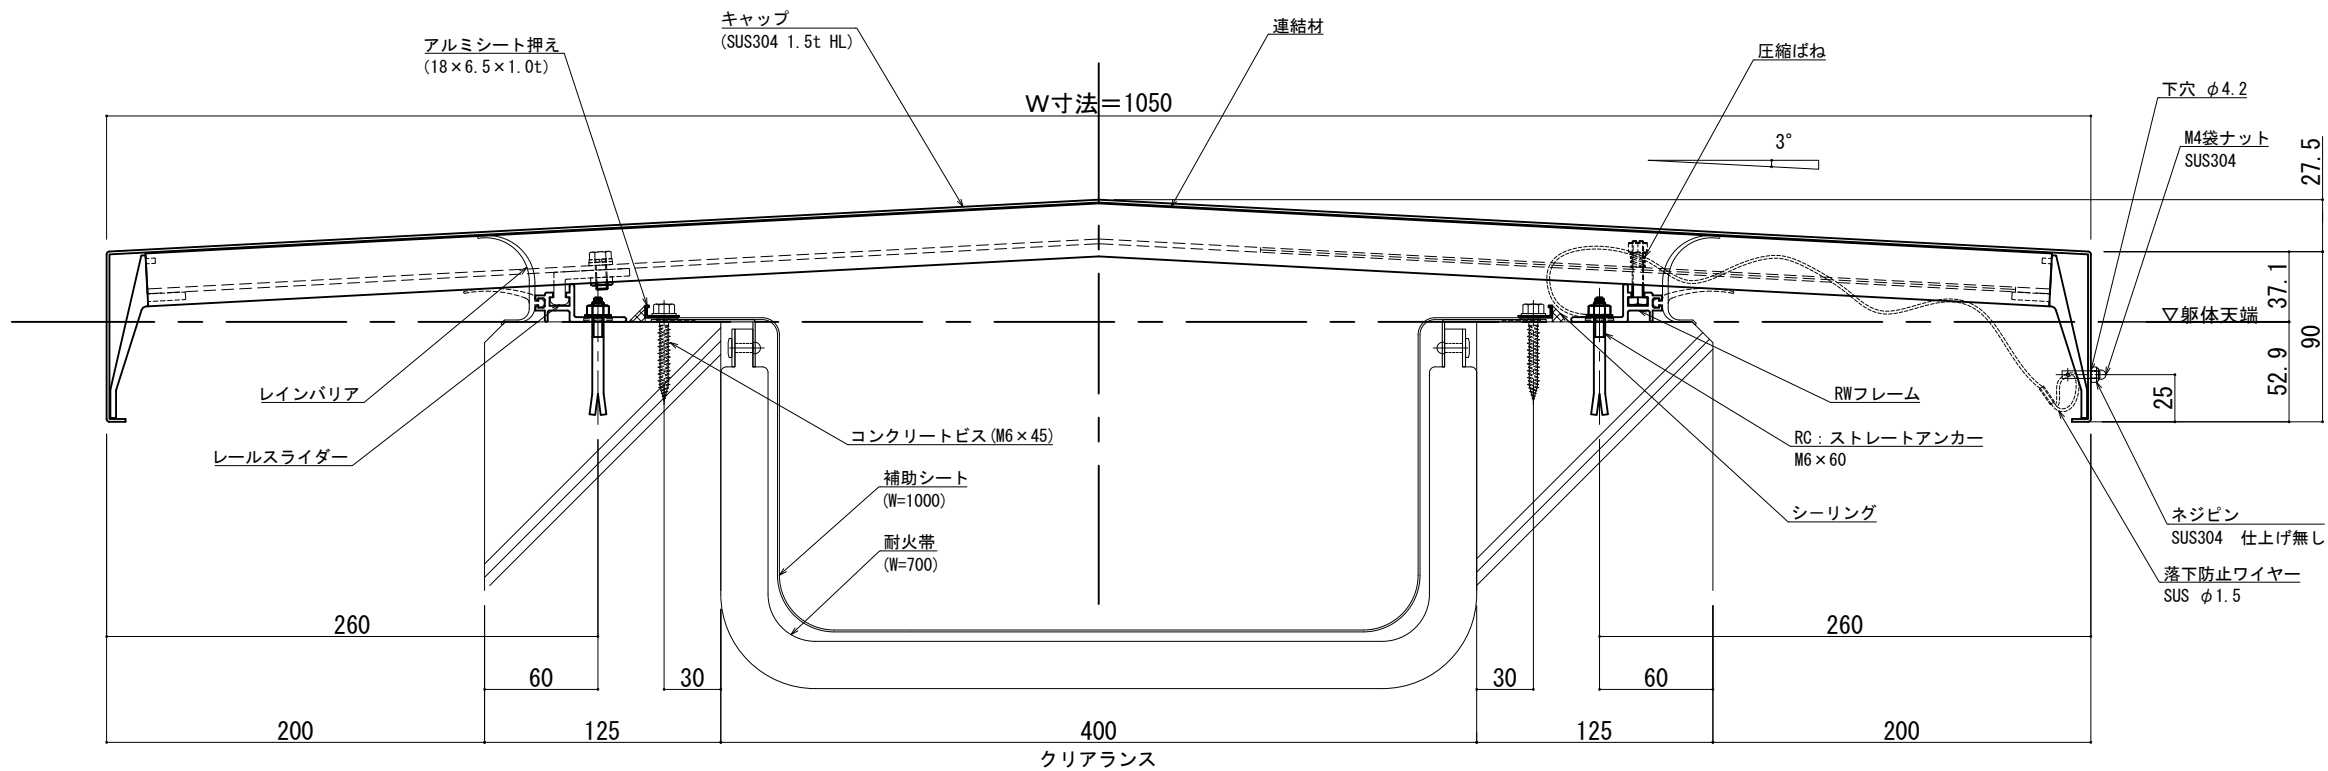 キャップ
(SUS304 1.5t HL)
連結材
アルミシート押え
(18×6.5×1.0t)
圧縮ばね
下穴 φ4.2
W寸法=1050
M4袋ナット
SUS304
3°
27.5
37.1
▽躯体天端
90
52.9
25
レインバリア
RWフレーム
コンクリートビス(M6×45)
RC:ストレートアンカー
M6×60
レールスライダー
補助シート
(W=1000)
シーリング
ネジピン
SUS304 仕上げ無し
耐火帯
(W=700)
落下防止ワイヤー
SUS φ1.5
260
260
60
30
30
60
200
125
400
125
200
クリアランス